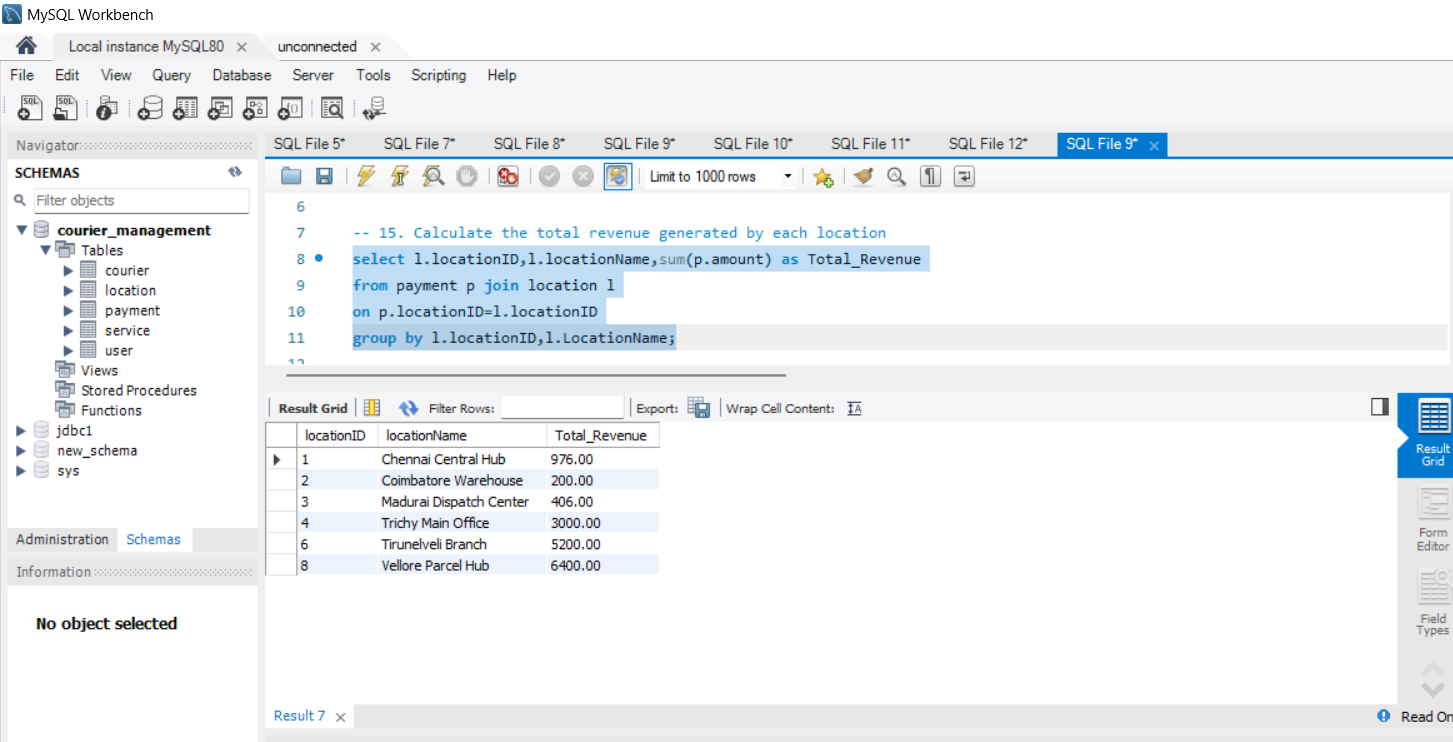 MySQL Workbench
Local instance MySQL80
unconnected
File Edit View Query Database Server Tools Scripting Help
Navigator
SCHEMAS
Filter objects
courier_management
Tables
courier
location
payment
service
user
Views
Stored Procedures
Functions
jdbc1
new_schema
sys
Administration Schemas
Information
No object selected
SQL File 5* SQL File 7* SQL File 8* SQL File 9* SQL File 10* SQL File 11* SQL File 12* SQL File 9*
Limit to 1000 rows
6
7 -- 15. Calculate the total revenue generated by each location
8 select l.locationID,l.locationName,sum(p.amount) as Total_Revenue
9 from payment p join location l
10 on p.locationID=l.locationID
11 group by l.locationID,l.LocationName;
12
Result Grid Filter Rows: Export: Wrap Cell Content:
locationID locationName Total_Revenue
1 Chennai Central Hub 976.00
2 Coimbatore Warehouse 200.00
3 Madurai Dispatch Center 406.00
4 Trichy Main Office 3000.00
6 Tirunelveli Branch 5200.00
8 Vellore Parcel Hub 6400.00
Result
Grid
Form
Editor
Field
Types
Result 7
Read On